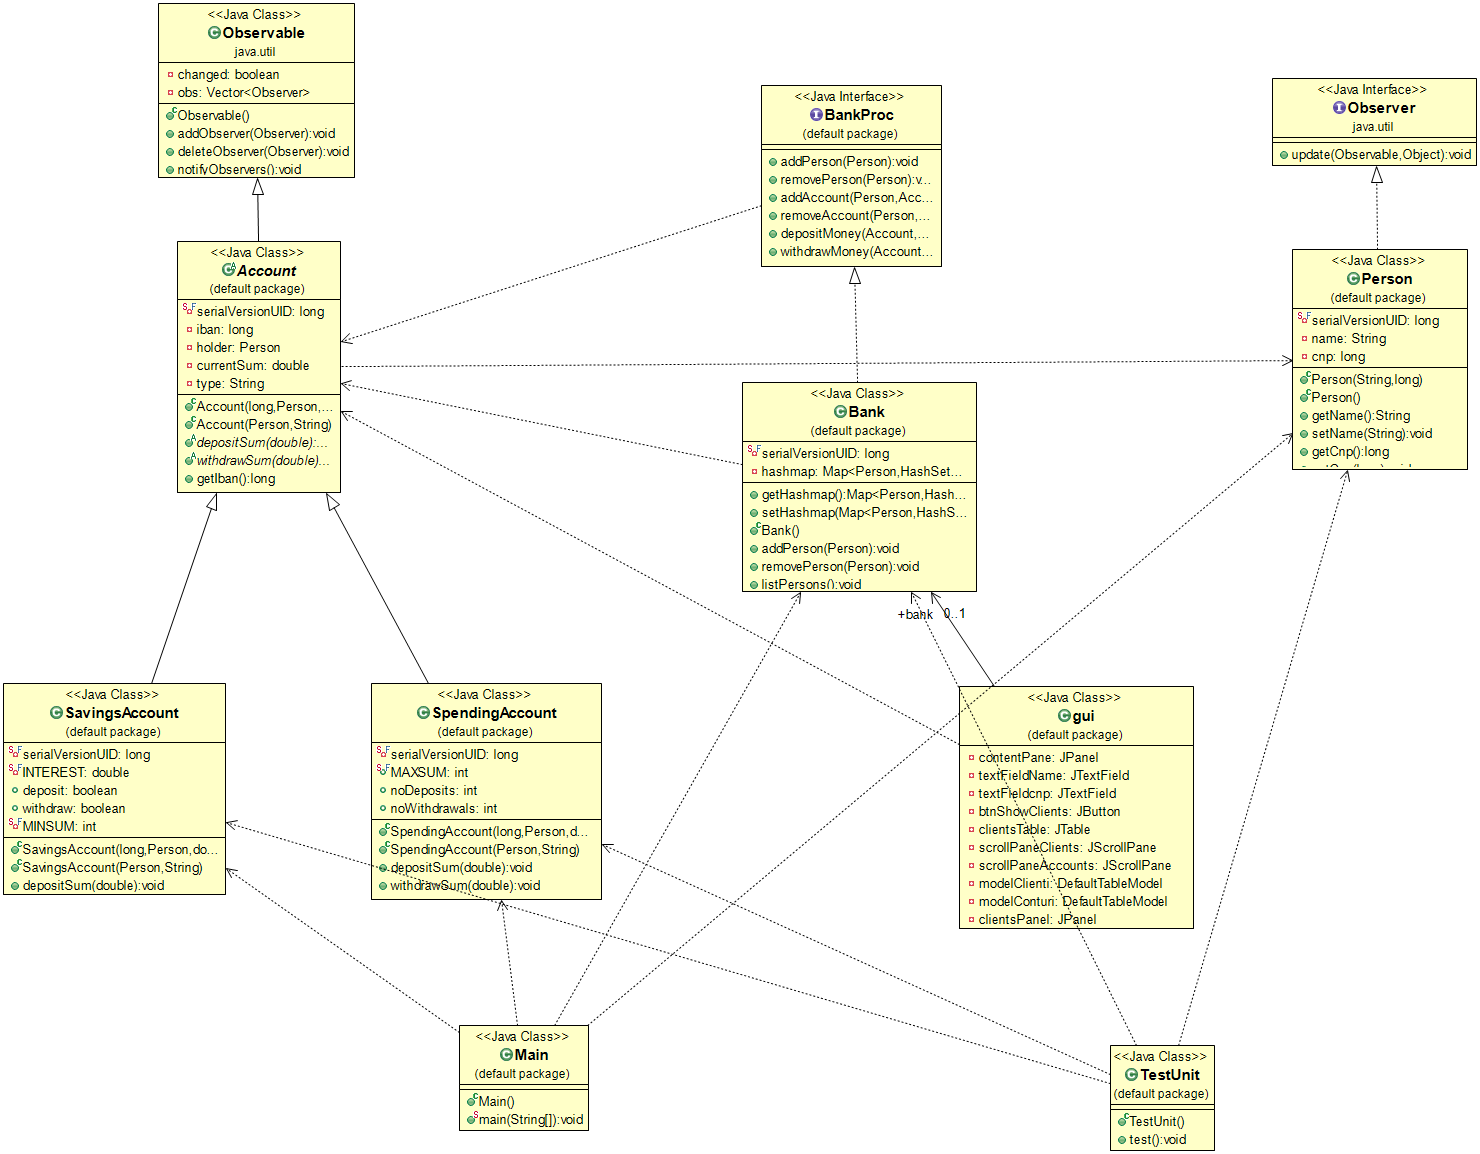 <<Java Class>>
Observable
java.util
changed: boolean
obs: Vector<Observer>
Observable()
addObserver(Observer):void
deleteObserver(Observer):void
notifyObservers():void
<<Java Interface>>
BankProc
(default package)
addPerson(Person):void
removePerson(Person):v...
addAccount(Person,Acc...
removeAccount(Person,...
depositMoney(Account,...
withdrawMoney(Account...
<<Java Interface>>
Observer
java.util
update(Observable,Object):void
<<Java Class>>
Account
(default package)
serialVersionUID: long
iban: long
holder: Person
currentSum: double
type: String
Account(long,Person,...
Account(Person,String)
depositSum(double):...
withdrawSum(double)...
getIban():long
<<Java Class>>
Person
(default package)
serialVersionUID: long
name: String
cnp: long
Person(String,long)
Person()
getName():String
setName(String):void
getCnp():long
<<Java Class>>
Bank
(default package)
serialVersionUID: long
hashmap: Map<Person,HashSet...
getHashmap():Map<Person,Hash...
setHashmap(Map<Person,HashS...
Bank()
addPerson(Person):void
removePerson(Person):void
listPersons():void
+bank 0..1
<<Java Class>>
SavingsAccount
(default package)
serialVersionUID: long
INTEREST: double
deposit: boolean
withdraw: boolean
MINSUM: int
SavingsAccount(long,Person,do...
SavingsAccount(Person,String)
depositSum(double):void
<<Java Class>>
SpendingAccount
(default package)
serialVersionUID: long
MAXSUM: int
noDeposits: int
noWithdrawals: int
SpendingAccount(long,Person,d...
SpendingAccount(Person,String)
depositSum(double):void
withdrawSum(double):void
<<Java Class>>
gui
(default package)
contentPane: JPanel
textFieldName: JTextField
textFieldcnp: JTextField
btnShowClients: JButton
clientsTable: JTable
scrollPaneClients: JScrollPane
scrollPaneAccounts: JScrollPane
modelClienti: DefaultTableModel
modelConturi: DefaultTableModel
clientsPanel: JPanel
<<Java Class>>
Main
(default package)
Main()
main(String[]):void
<<Java Class>>
TestUnit
(default package)
TestUnit()
test():void